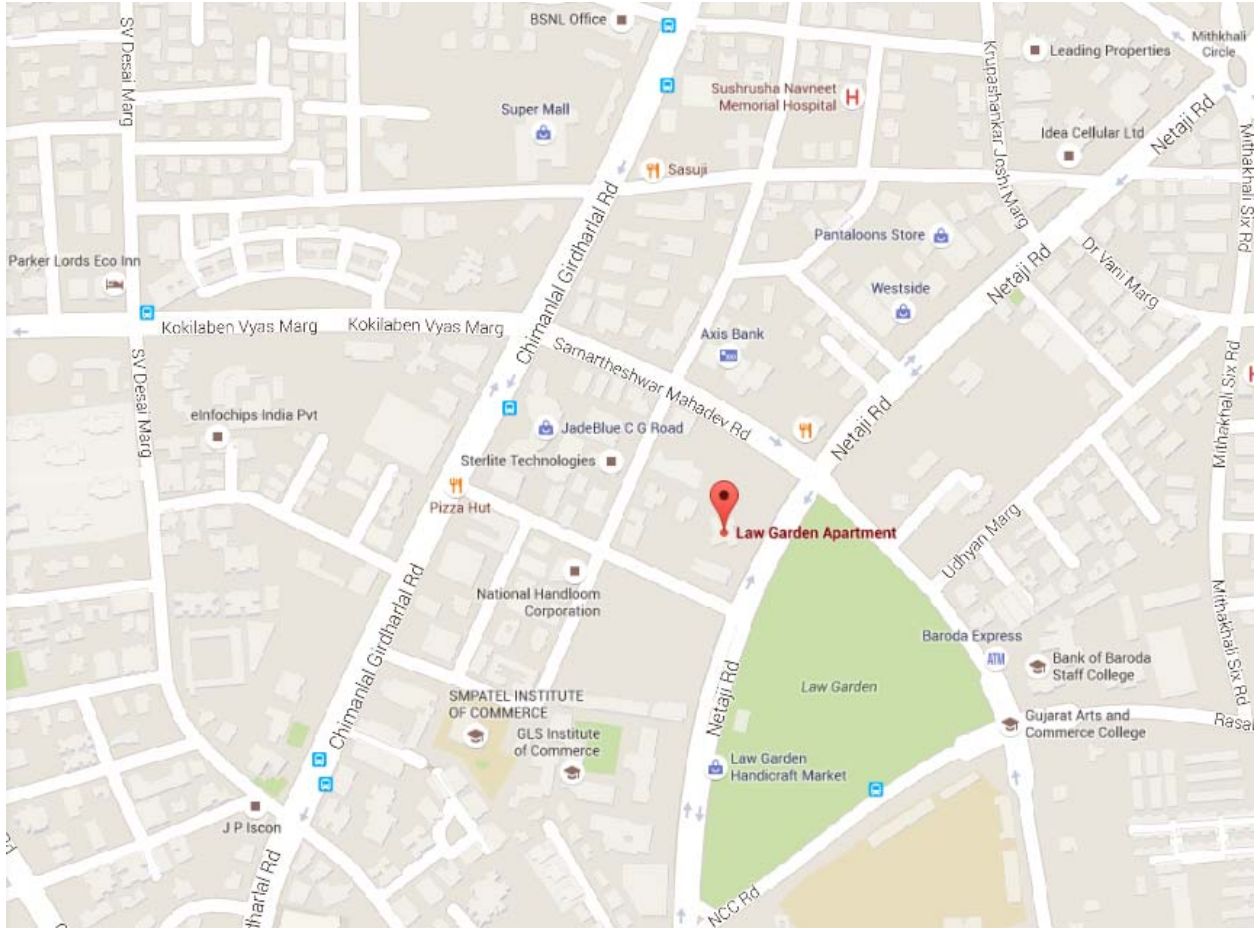 BSNL Office
SV Desai Marg
Krupashankar Joshi Marg
Leading Properties
Mithkhali
Circle
Sushrusha Navneet
Memorial Hospital
Super Mall
Netaji Rd
Idea Cellular Ltd
Sasuji
Mithakhali Six Rd
Chimanlal Girdharlal Rd
Pantaloons Store
Netaji Rd
Dr Vani Marg
Parker Lords Eco Inn
Westside
Kokilaben Vyas Marg
Kokilaben Vyas Marg
Axis Bank
Samartheshwar Mahadev Rd
SV Desai Marg
Netaji Rd
Mithakhali Six Rd
eInfochips India Pvt
JadeBlue C G Road
Sterlite Technologies
Pizza Hut
Law Garden Apartment
Udhyan Marg
National Handloom
Corporation
Mithakhali Six Rd
Chimanlal Girdharlal Rd
Baroda Express
ATM
Bank of Baroda
Staff College
Netaji Rd
Law Garden
SMPATEL INSTITUTE
OF COMMERCE
GLS Institute
of Commerce
Gujarat Arts and
Commerce College
Law Garden
Handicraft Market
J P Iscon
NCC Rd